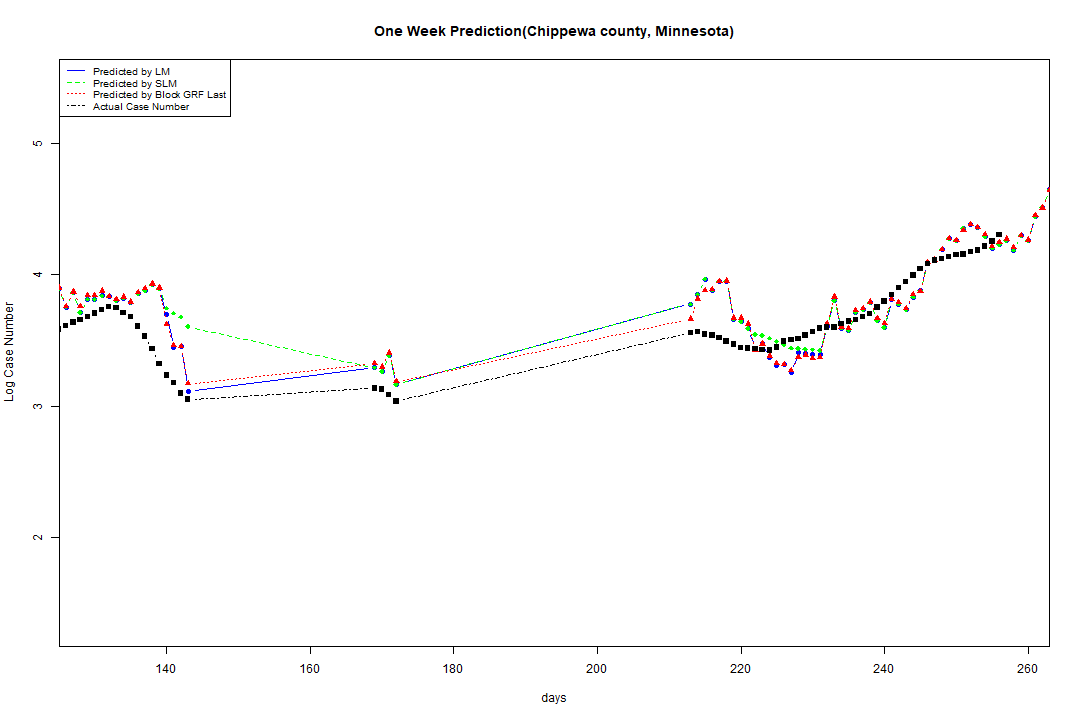 One Week Prediction(Chippewa county, Minnesota)
Predicted by LM
Predicted by SLM
Predicted by Block GRF Last
Actual Case Number
5
4
3
2
Log Case Number
140 160 180 200 220 240 260
days